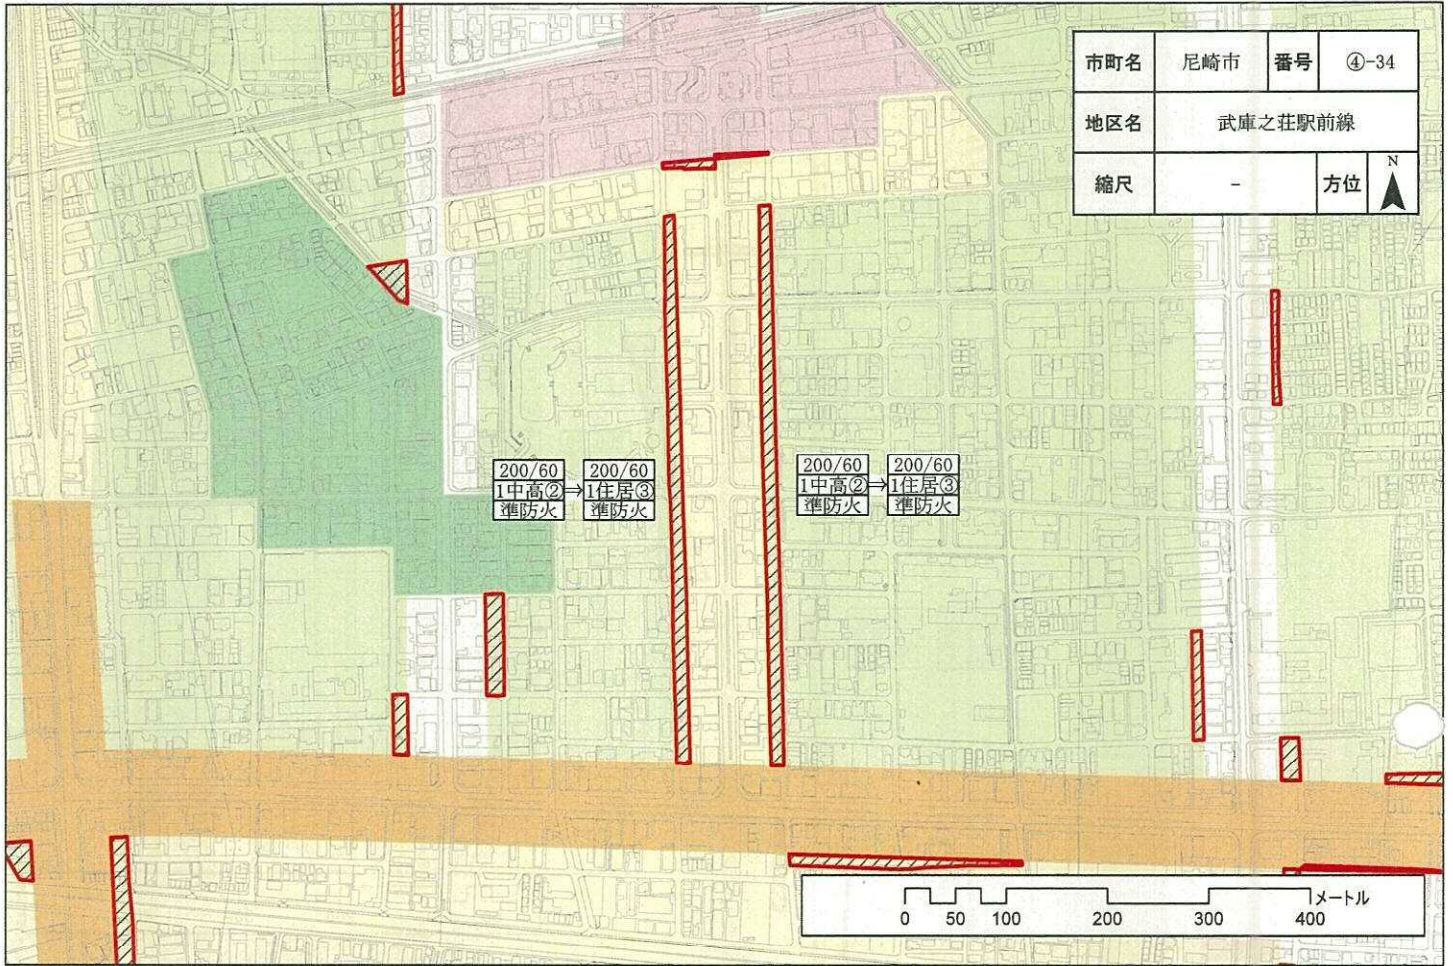 市町名 尼崎市 番号 ④-34
地区名 武庫之荘駅前線
縮尺 - 方位 N
200/60 200/60
1中高②⇒1住居③
準防火 準防火
200/60 200/60
1中高②⇒1住居③
準防火 準防火
メートル
0 50 100 200 300 400